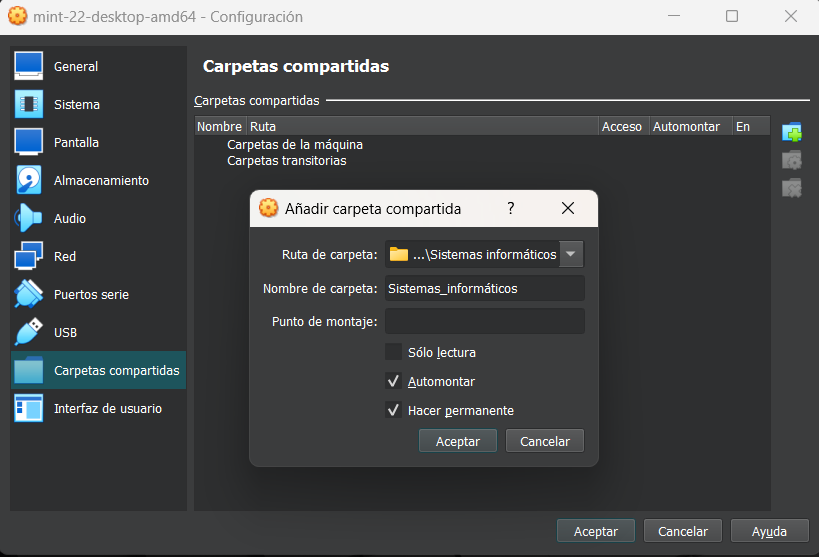 mint-22-desktop-amd64 - Configuración
General
Sistema
Pantalla
Almacenamiento
Audio
Red
Puertos serie
USB
Carpetas compartidas
Interfaz de usuario
Carpetas compartidas
Carpetas compartidas
Nombre Ruta Acceso Automontar En
Carpetas de la máquina
Carpetas transitorias
Añadir carpeta compartida ?
Ruta de carpeta: ...\Sistemas informáticos
Nombre de carpeta: Sistemas_informáticos
Punto de montaje:
Sólo lectura
Automontar
Hacer permanente
Aceptar Cancelar
Aceptar Cancelar Ayuda